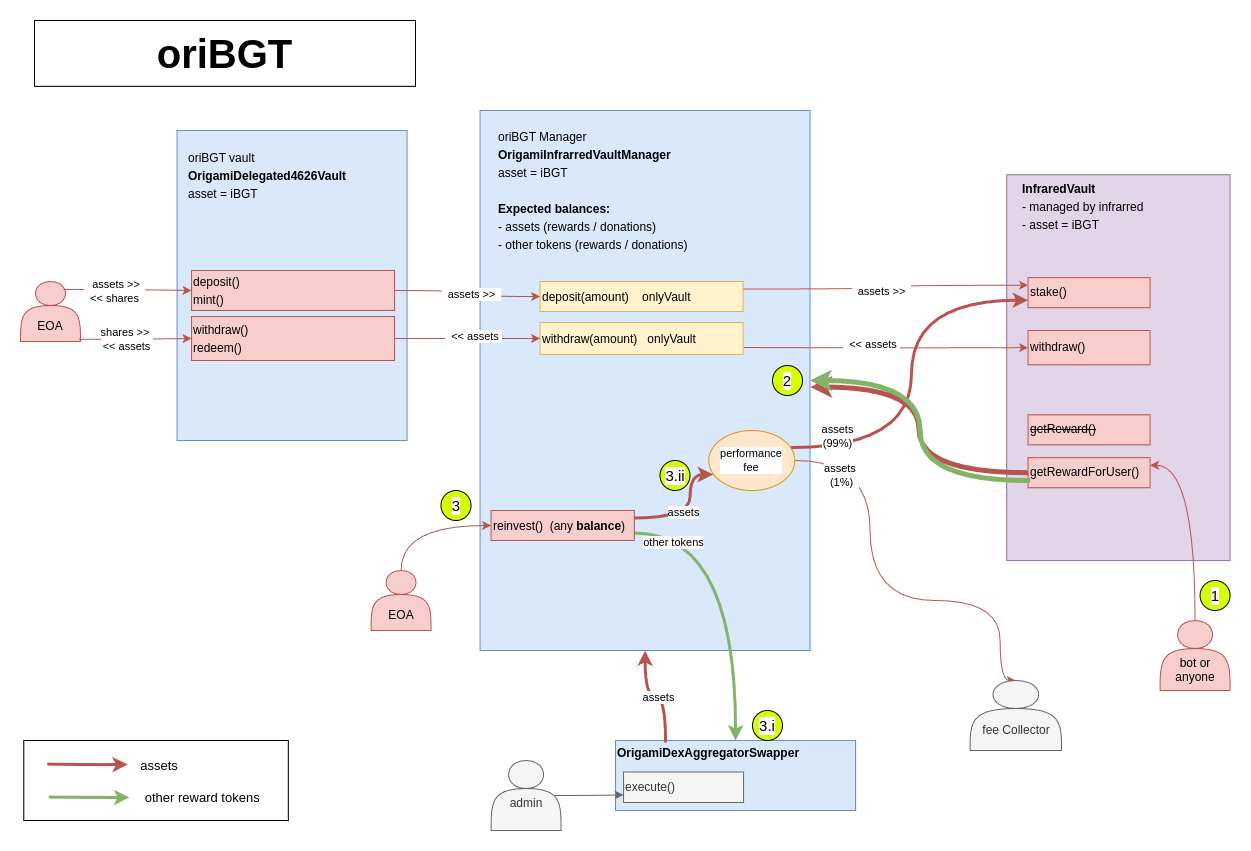 oriBGT
oriBGT vault
OrigamiDelegated4626Vault
asset = iBGT
deposit()
mint()
withdraw()
redeem()
EOA
assets >>
<< shares
shares >>
<< assets
oriBGT Manager
OrigamiInfrarredVaultManager
asset = iBGT
Expected balances:
- assets (rewards / donations)
- other tokens (rewards / donations)
assets >>
deposit(amount) onlyVault
<< assets
withdraw(amount) onlyVault
assets >>
<< assets
InfraredVault
- managed by infrarred
- asset = iBGT
stake()
withdraw()
getReward()
getRewardForUser()
2
performance
fee
assets
(99%)
assets
(1%)
3.ii
assets
3
reinvest() (any balance)
other tokens
EOA
1
bot or
anyone
fee Collector
assets
3.i
OrigamiDexAggregatorSwapper
execute()
admin
assets
other reward tokens